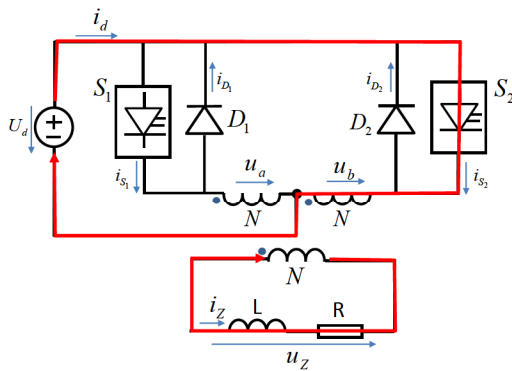 i_d
S_1
i_{D_1}
i_{D_2}
S_2
U_d
D_1
D_2
i_{S_1}
u_a
u_b
i_{S_2}
N
N
N
i_Z
L
R
u_Z